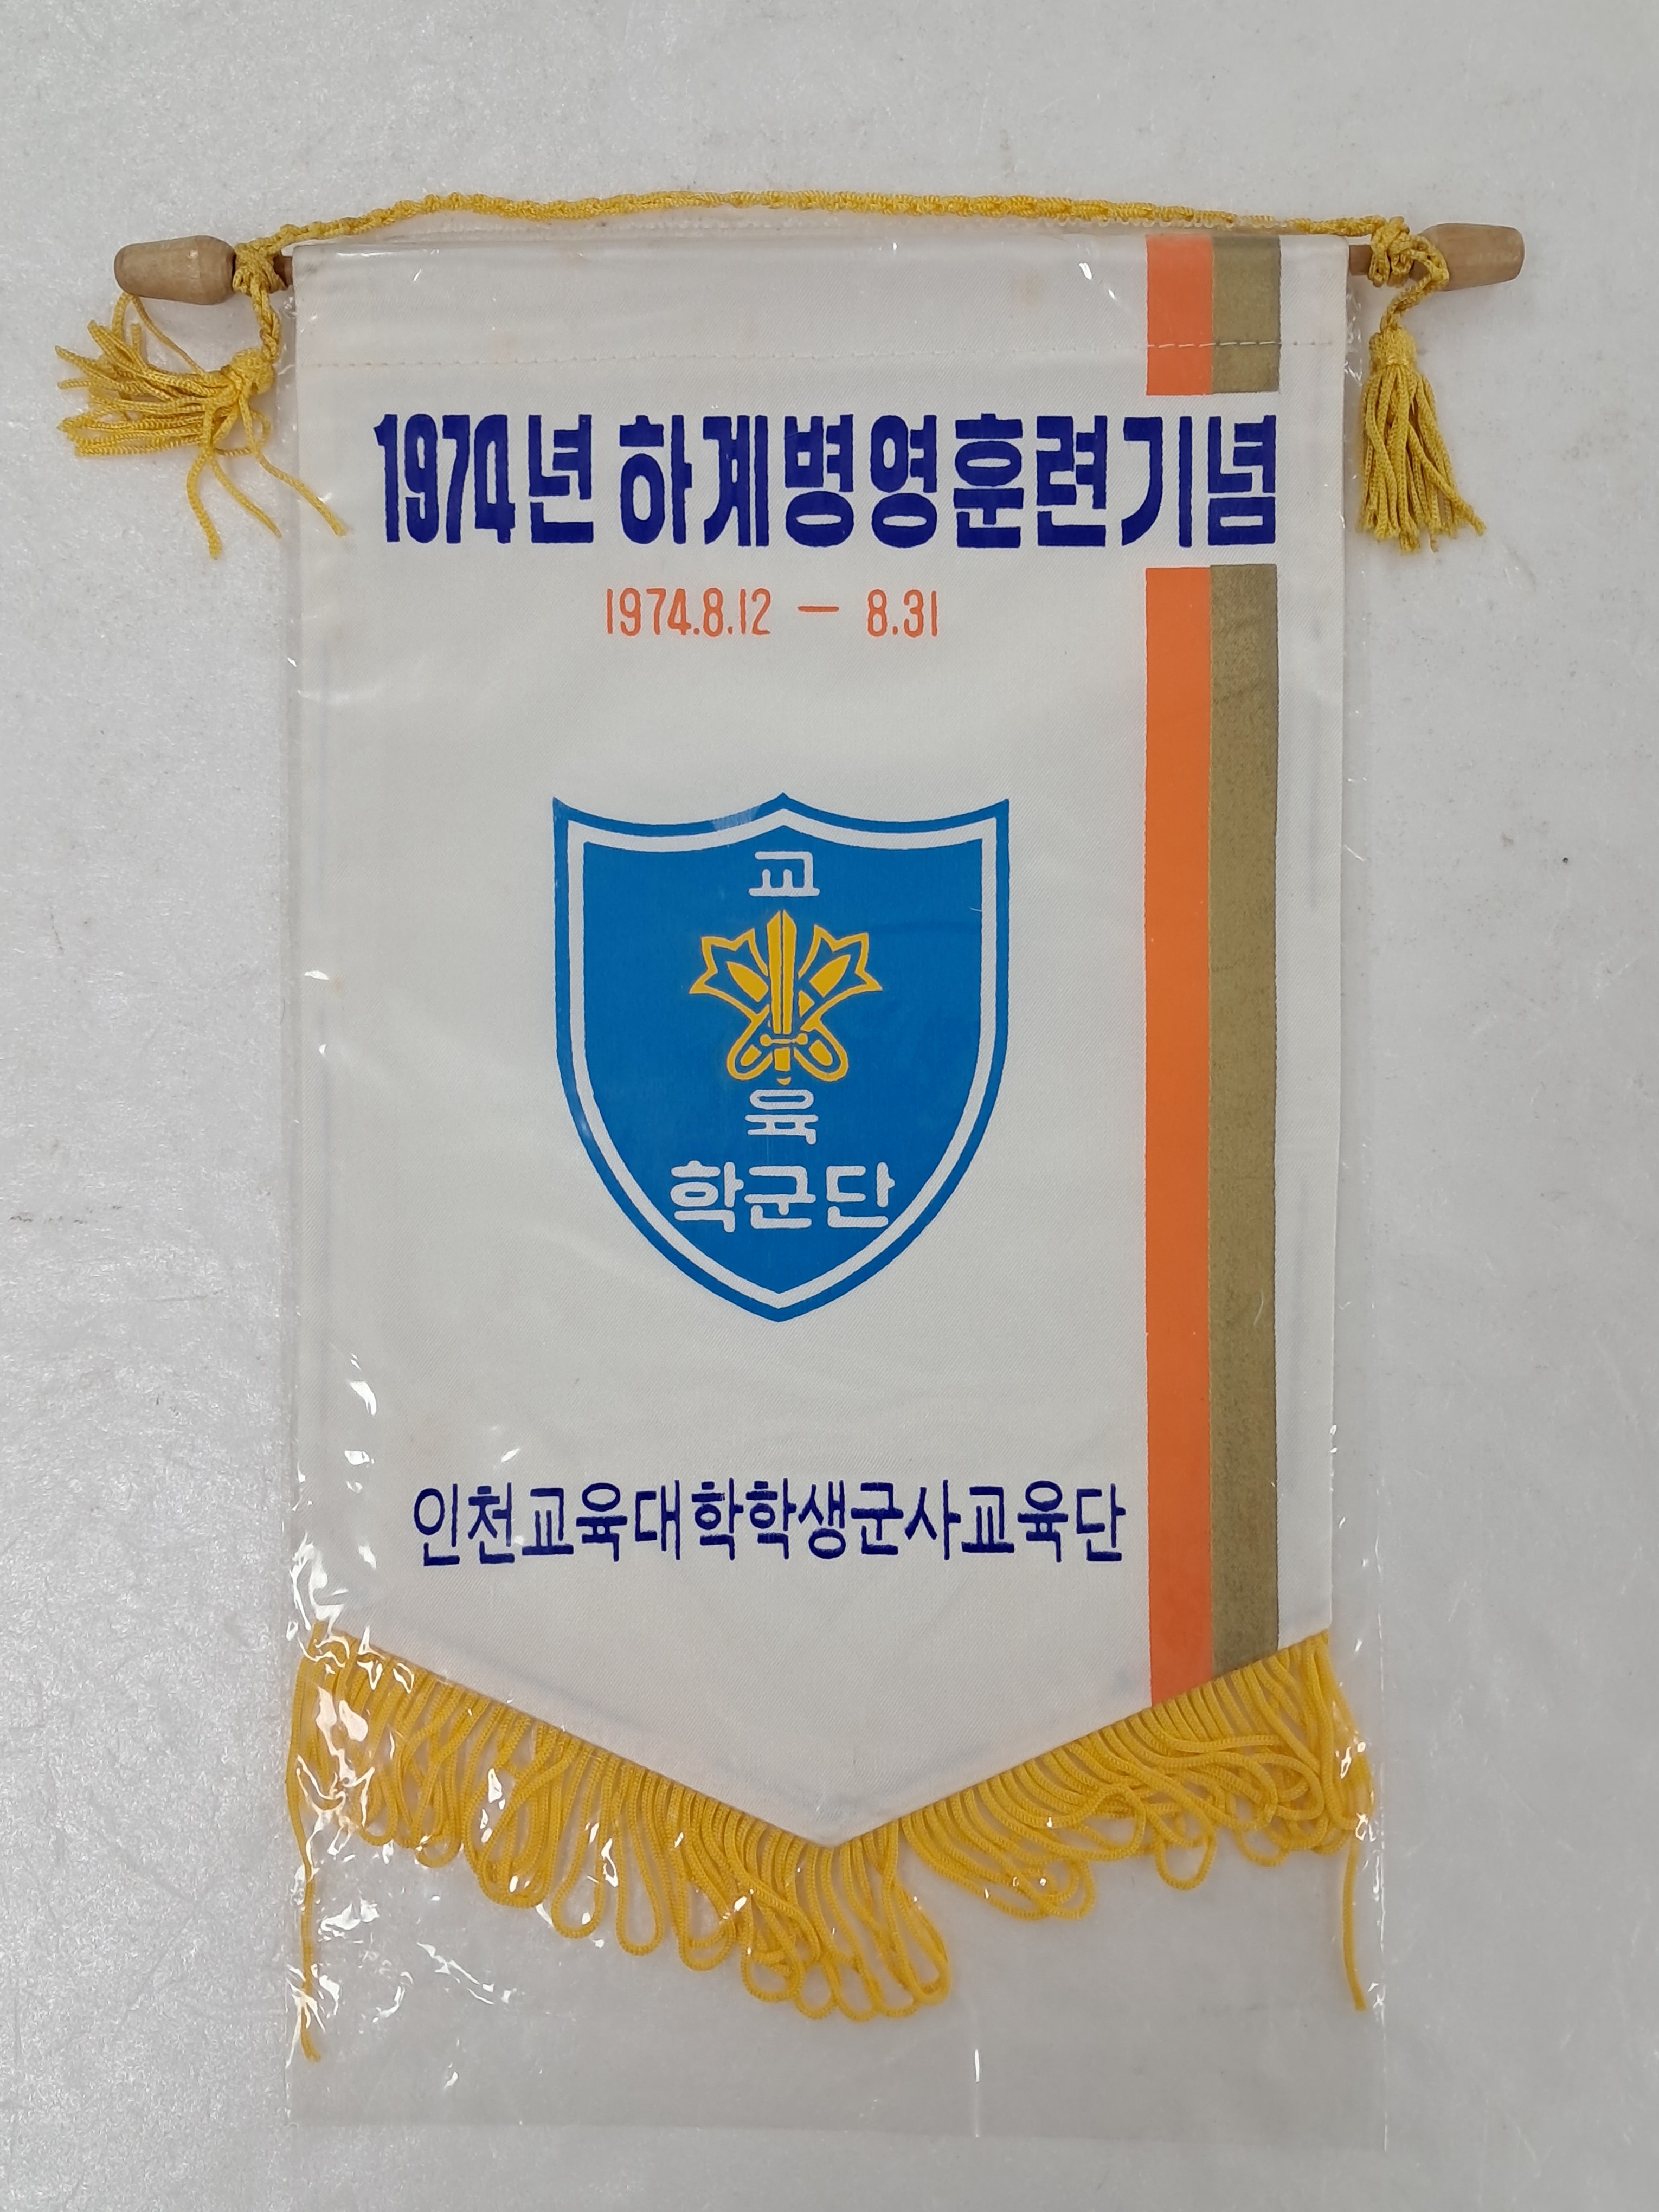 1974년 하계병영훈련기념
1974.8.12 — 8.31
교
육
학군단
인천교육대학학생군사교육단